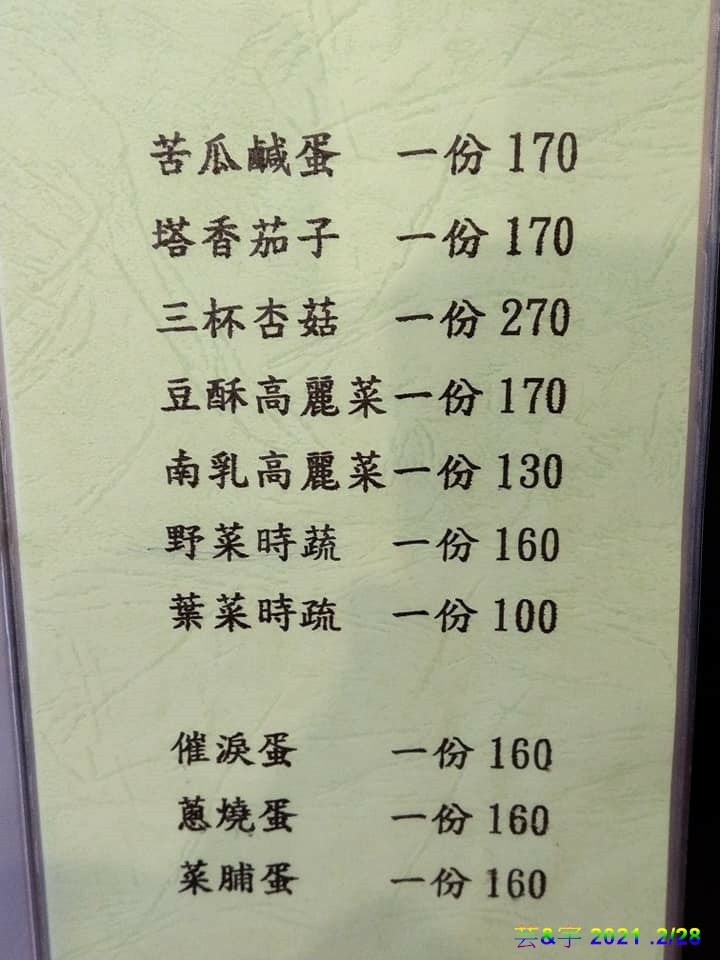 苦瓜鹹蛋 一份 170
塔香茄子 一份 170
三杯杏菇 一份 270
豆酥高麗菜 一份 170
南乳高麗菜 一份 130
野菜時蔬 一份 160
葉菜時疏 一份 100
催淚蛋 一份 160
蔥燒蛋 一份 160
菜脯蛋 一份 160
芸&宇 2021 .2/28